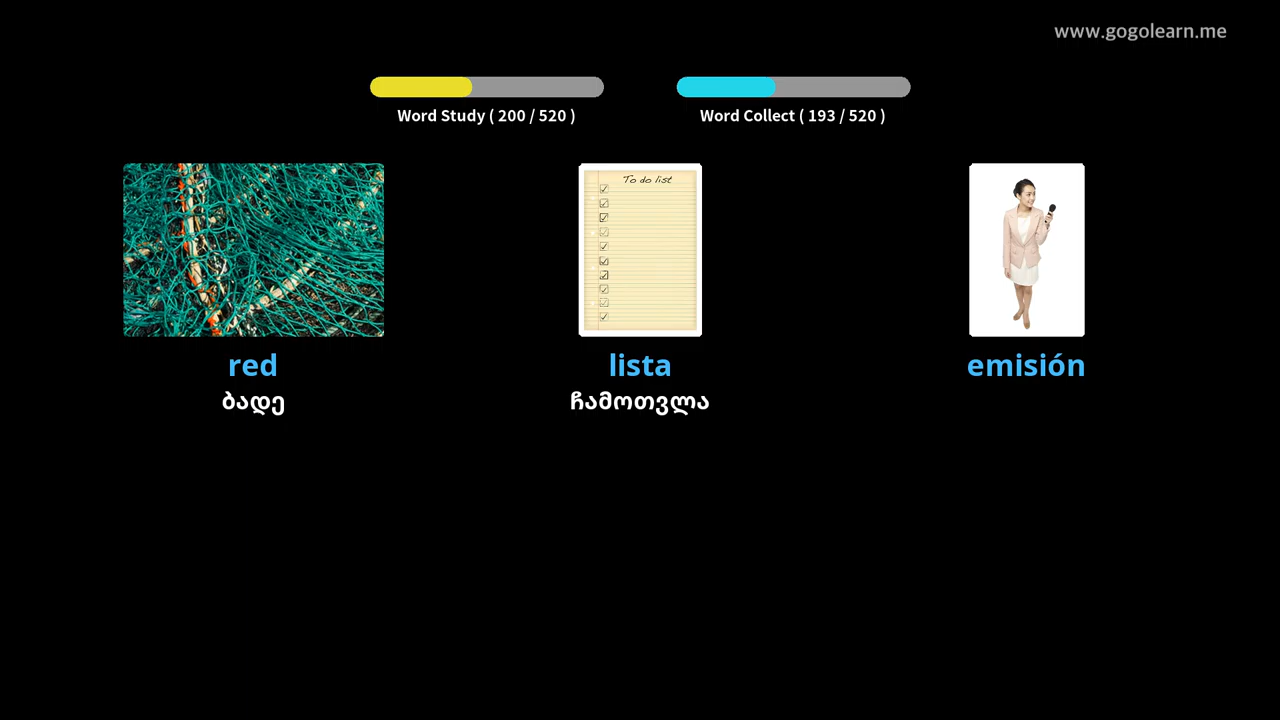 www.gogolearn.me
Word Study ( 200 / 520 )
Word Collect ( 193 / 520 )
To do list
red
lista
emisión
ბადე
ჩამოთვლა